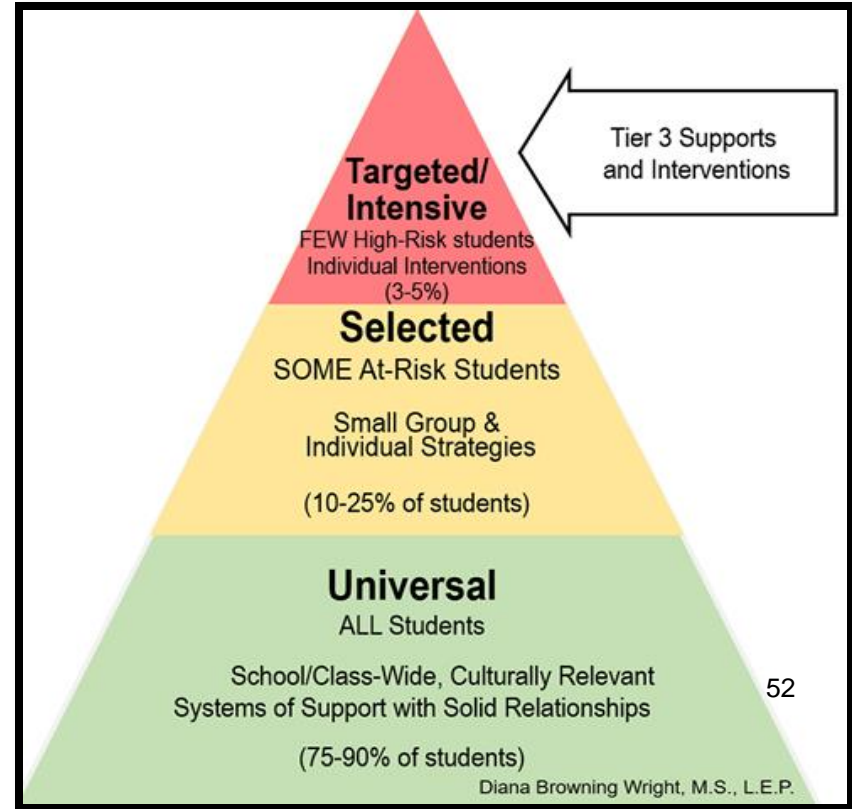 Targeted/
Intensive
FEW High-Risk students
Individual Interventions
(3-5%)
Tier 3 Supports
and Interventions
Selected
SOME At-Risk Students
Small Group &
Individual Strategies
(10-25% of students)
Universal
ALL Students
School/Class-Wide, Culturally Relevant
Systems of Support with Solid Relationships
52
(75-90% of students)
Diana Browning Wright, M.S., L.E.P.